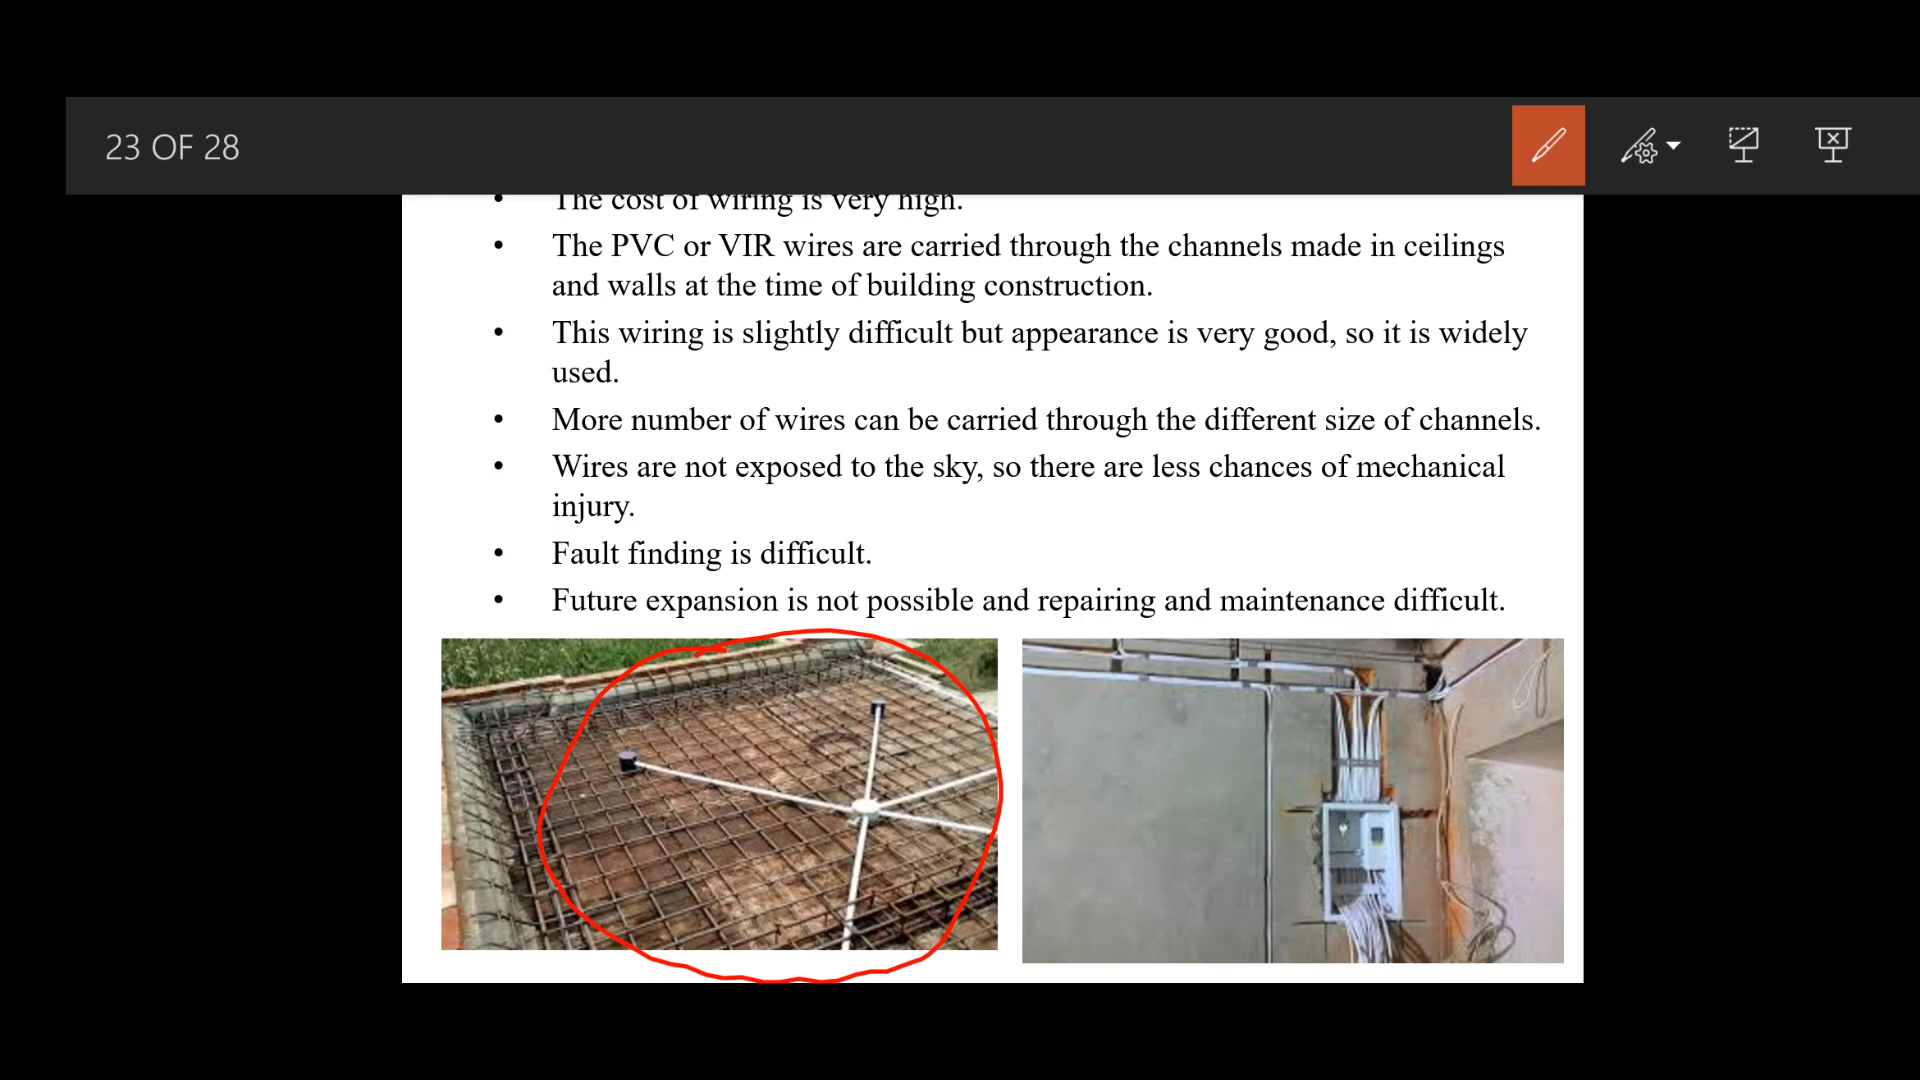 23 OF 28
• The cost of wiring is very high.
• The PVC or VIR wires are carried through the channels made in ceilings
and walls at the time of building construction.
• This wiring is slightly difficult but appearance is very good, so it is widely
used.
• More number of wires can be carried through the different size of channels.
• Wires are not exposed to the sky, so there are less chances of mechanical
injury.
• Fault finding is difficult.
• Future expansion is not possible and repairing and maintenance difficult.